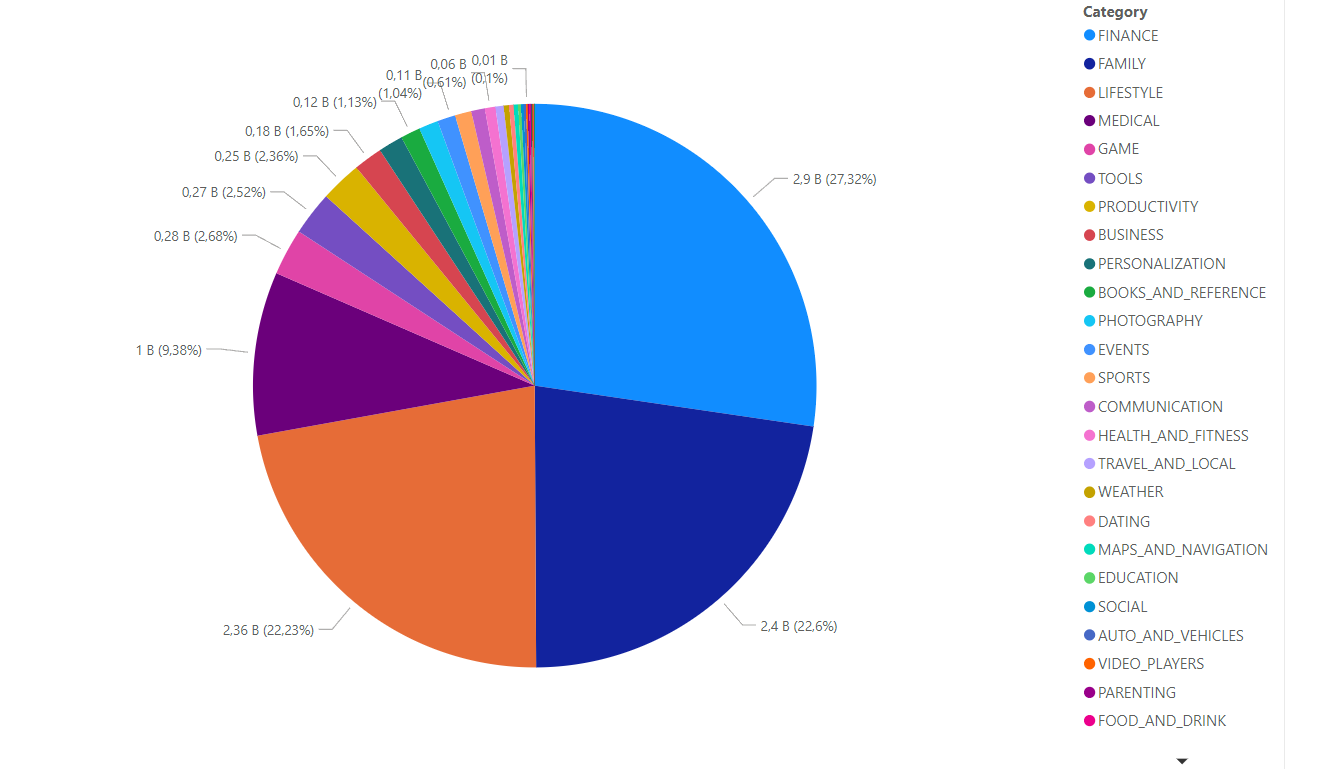 Category
FINANCE
FAMILY
LIFESTYLE
MEDICAL
GAME
TOOLS
PRODUCTIVITY
BUSINESS
PERSONALIZATION
BOOKS_AND_REFERENCE
PHOTOGRAPHY
EVENTS
SPORTS
COMMUNICATION
HEALTH_AND_FITNESS
TRAVEL_AND_LOCAL
WEATHER
DATING
MAPS_AND_NAVIGATION
EDUCATION
SOCIAL
AUTO_AND_VEHICLES
VIDEO_PLAYERS
PARENTING
FOOD_AND_DRINK
0,01 B
(0,1%)
0,06 B
(0,61%)
0,11 B
(1,04%)
0,12 B (1,13%)
0,18 B (1,65%)
0,25 B (2,36%)
0,27 B (2,52%)
0,28 B (2,68%)
1 B (9,38%)
2,36 B (22,23%)
2,4 B (22,6%)
2,9 B (27,32%)